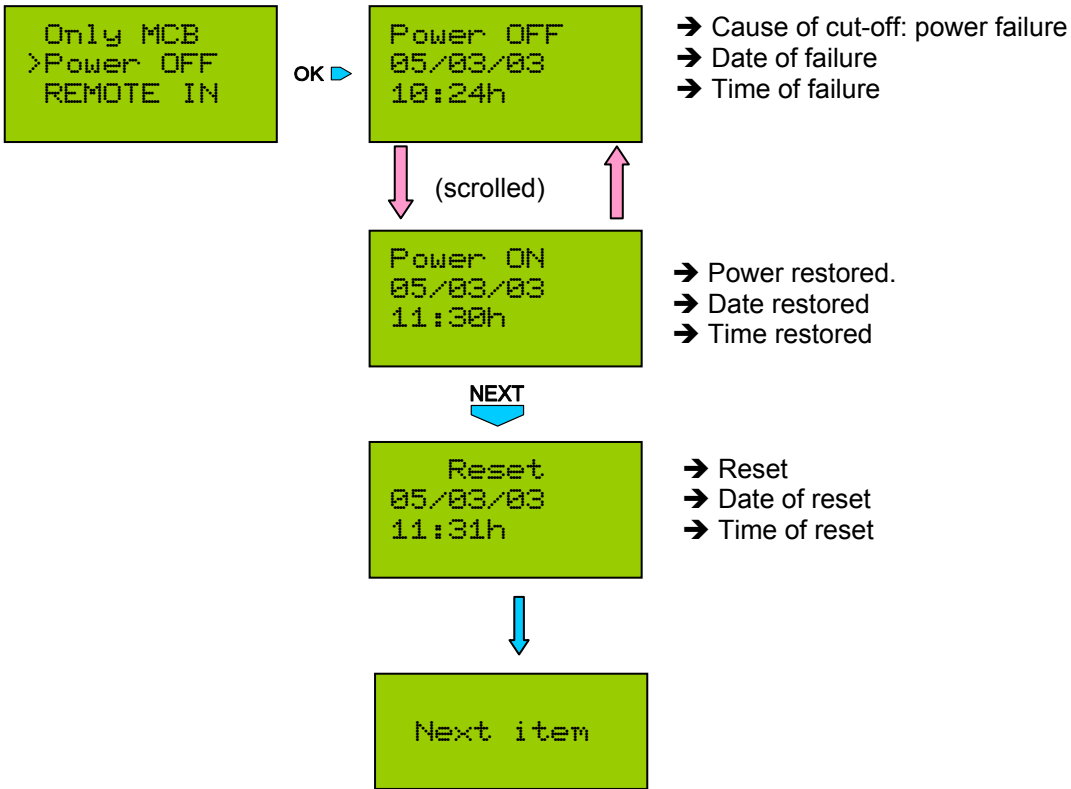 Only MCB
>Power OFF
REMOTE IN
OK
Power OFF
05/03/03
10:24h
➔ Cause of cut-off: power failure
➔ Date of failure
➔ Time of failure
(scrolled)
Power ON
05/03/03
11:30h
➔ Power restored.
➔ Date restored
➔ Time restored
NEXT
Reset
05/03/03
11:31h
➔ Reset
➔ Date of reset
➔ Time of reset
Next item